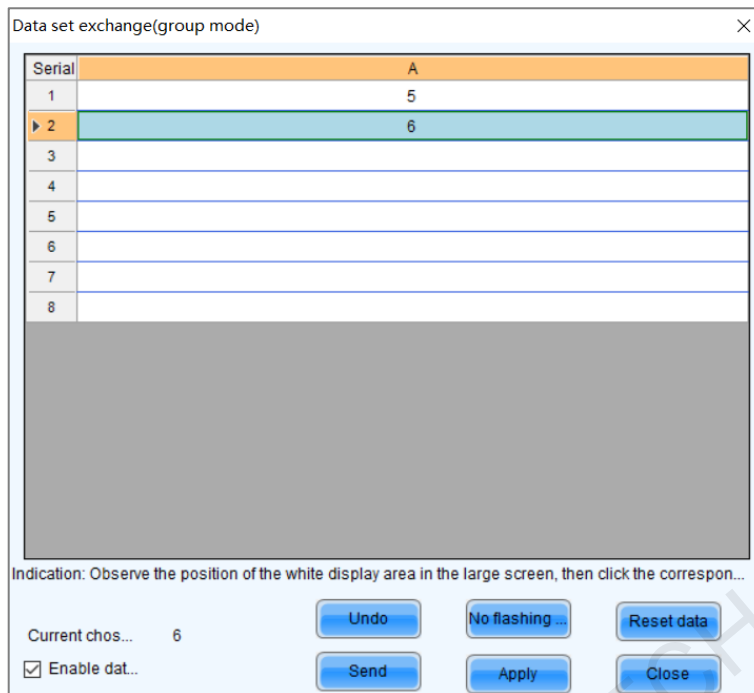 Data set exchange(group mode)
Serial A
1 5
2 6
3
4
5
6
7
8
Indication: Observe the position of the white display area in the large screen, then click the correspon...
Undo No flashing ... Reset data
Current chos... 6
Enable dat... Send Apply Close